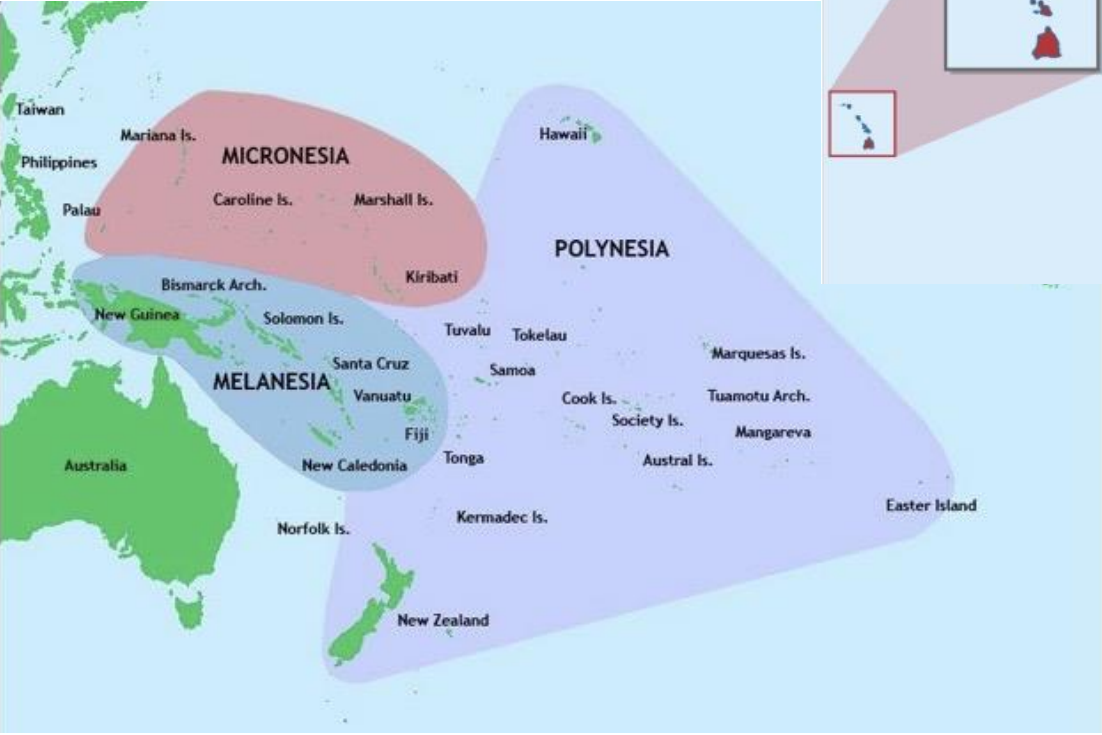 Taiwan
Mariana Is.
Hawaii
MICRONESIA
Philippines
Caroline Is.
Marshall Is.
Palau
POLYNESIA
Kiribati
Bismarck Arch.
New Guinea
Solomon Is.
Tuvalu
Tokelau
Marquesas Is.
Santa Cruz
Samoa
MELANESIA
Vanuatu
Cook Is.
Tuamotu Arch.
Society Is.
Fiji
Mangareva
Tonga
Austral Is.
Australia
New Caledonia
Easter Island
Kermadec Is.
Norfolk Is.
New Zealand